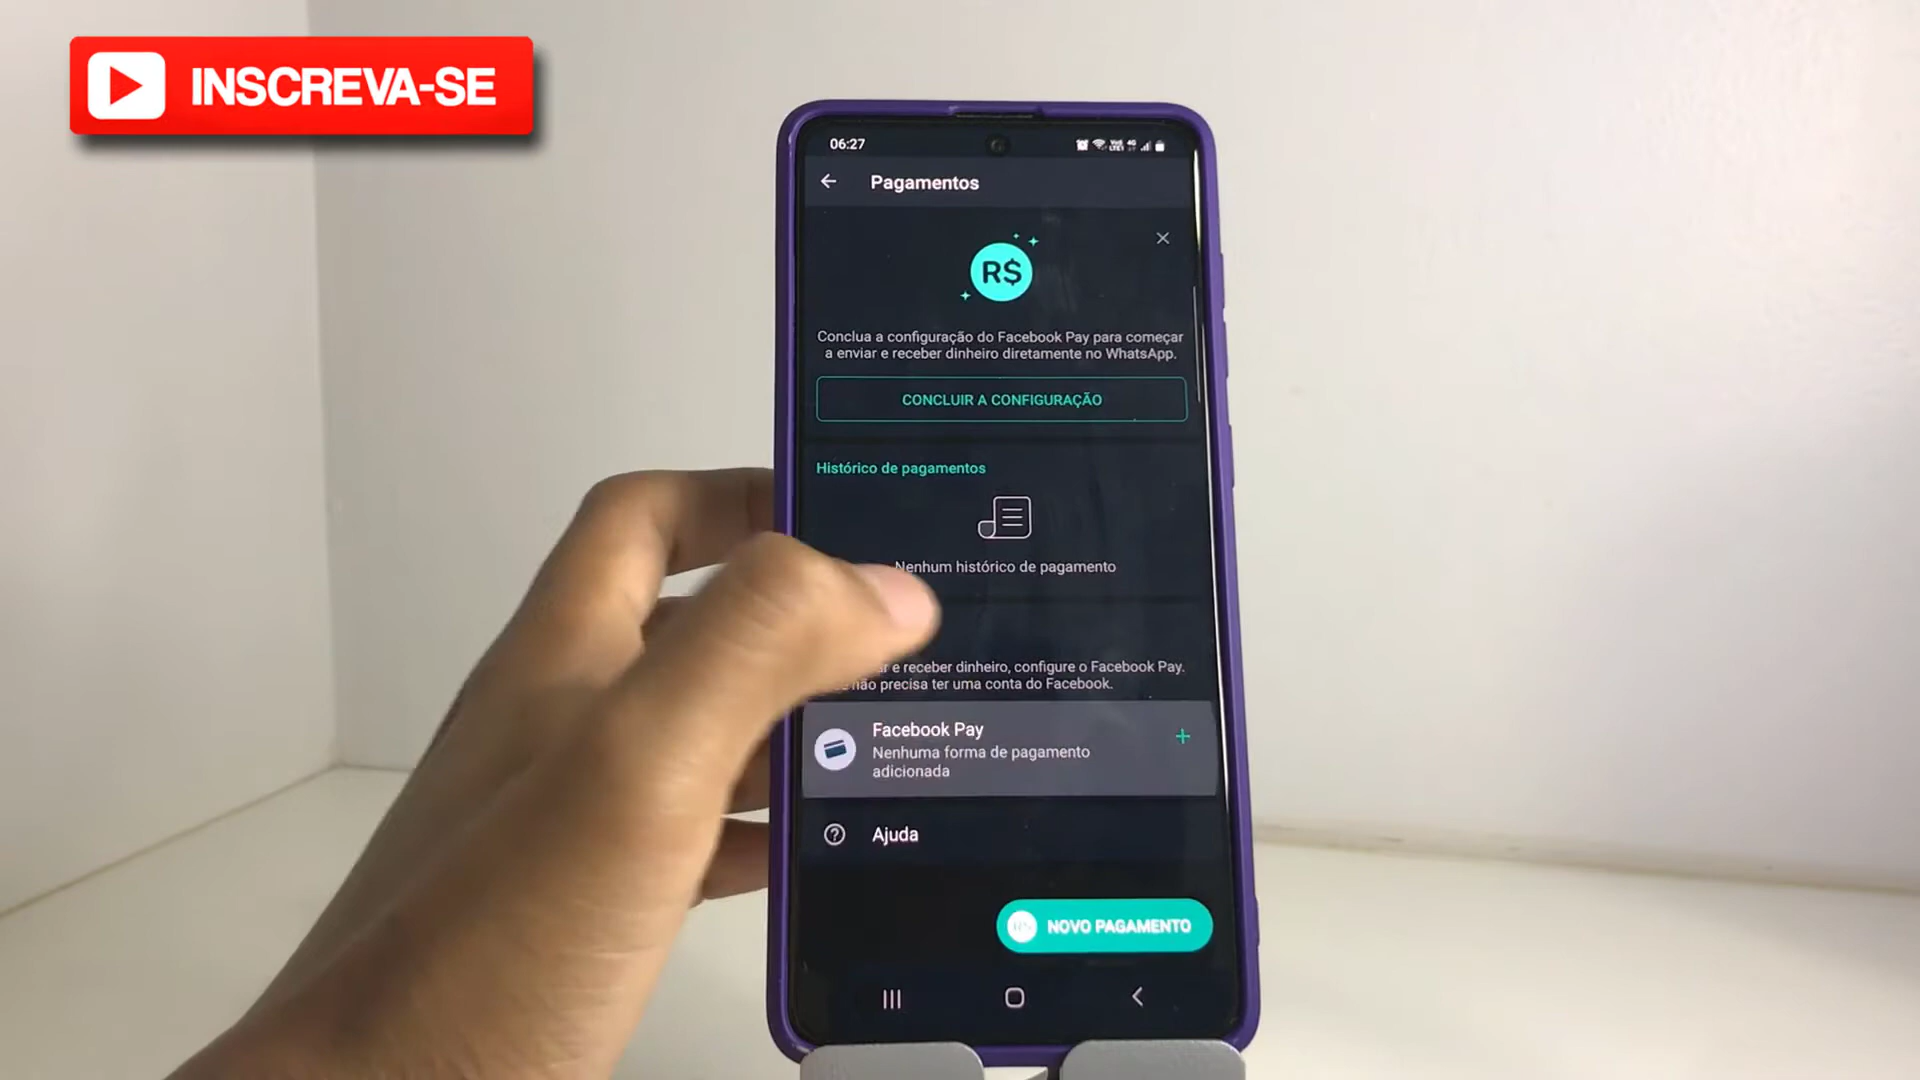 INSCREVA-SE
06:27
Pagamentos
R$
Conclua a configuração do Facebook Pay para começar
a enviar e receber dinheiro diretamente no WhatsApp.
CONCLUIR A CONFIGURAÇÃO
Histórico de pagamentos
Nenhum histórico de pagamento
e receber dinheiro, configure o Facebook Pay.
não precisa ter uma conta do Facebook.
Facebook Pay
Nenhuma forma de pagamento
adicionada
Ajuda
R$ NOVO PAGAMENTO